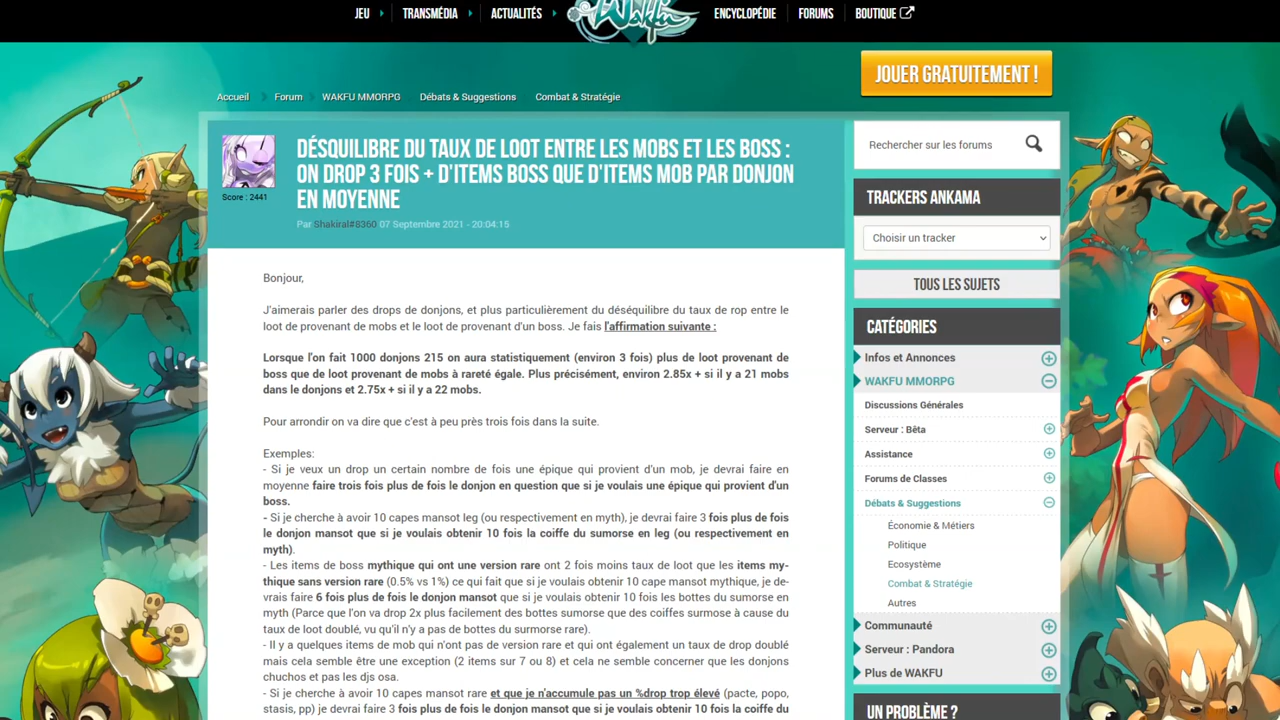 JEU
TRANSMÉDIA
ACTUALITÉS
Wakfu
ENCYCLOPÉDIE
FORUMS
BOUTIQUE
JOUER GRATUITEMENT !
Accueil
Forum
WAKFU MMORPG
Débats & Suggestions
Combat & Stratégie
Score : 2441
DÉSQUILIBRE DU TAUX DE LOOT ENTRE LES MOBS ET LES BOSS :
ON DROP 3 FOIS + D'ITEMS BOSS QUE D'ITEMS MOB PAR DONJON
EN MOYENNE
Par Shakiral#8360 07 Septembre 2021 - 20:04:15
Bonjour,
J'aimerais parler des drops de donjons, et plus particulièrement du déséquilibre du taux de rop entre le
loot de provenant de mobs et le loot de provenant d'un boss. Je fais l'affirmation suivante :
Lorsque l'on fait 1000 donjons 215 on aura statistiquement (environ 3 fois) plus de loot provenant de
boss que de loot provenant de mobs à rareté égale. Plus précisément, environ 2.85x + si il y a 21 mobs
dans le donjons et 2.75x + si il y a 22 mobs.
Pour arrondir on va dire que c'est à peu près trois fois dans la suite.
Exemples:
- Si je veux un drop un certain nombre de fois une épique qui provient d'un mob, je devrai faire en
moyenne faire trois fois plus de fois le donjon en question que si je voulais une épique qui provient d'un
boss.
- Si je cherche à avoir 10 capes mansot leg (ou respectivement en myth), je devrai faire 3 fois plus de fois
le donjon mansot que si je voulais obtenir 10 fois la coiffe du sumorse en leg (ou respectivement en
myth).
- Les items de boss mythique qui ont une version rare ont 2 fois moins taux de loot que les items my-
thique sans version rare (0.5% vs 1%) ce qui fait que si je voulais obtenir 10 cape mansot mythique, je de-
vrais faire 6 fois plus de fois le donjon mansot que si je voulais obtenir 10 fois les bottes du sumorse en
myth (Parce que l'on va drop 2x plus facilement des bottes sumorse que des coiffes surmose à cause du
taux de loot doublé, vu qu'il n'y a pas de bottes du surmorse rare).
- Il y a quelques items de mob qui n'ont pas de version rare et qui ont également un taux de drop doublé
mais cela semble être une exception (2 items sur 7 ou 8) et cela ne semble concerner que les donjons
chuchos et pas les djs osa.
- Si je cherche à avoir 10 capes mansot rare et que je n'accumule pas un %drop trop élevé (pacte, popo,
stasis, pp) je devrai faire 3 fois plus de fois le donjon mansot que si je voulais obtenir 10 fois la coiffe du
Rechercher sur les forums
TRACKERS ANKAMA
Choisir un tracker
TOUS LES SUJETS
CATÉGORIES
Infos et Annonces
WAKFU MMORPG
Discussions Générales
Serveur : Bêta
Assistance
Forums de Classes
Débats & Suggestions
Économie & Métiers
Politique
Ecosystème
Combat & Stratégie
Autres
Communauté
Serveur : Pandora
Plus de WAKFU
UN PROBLÈME ?